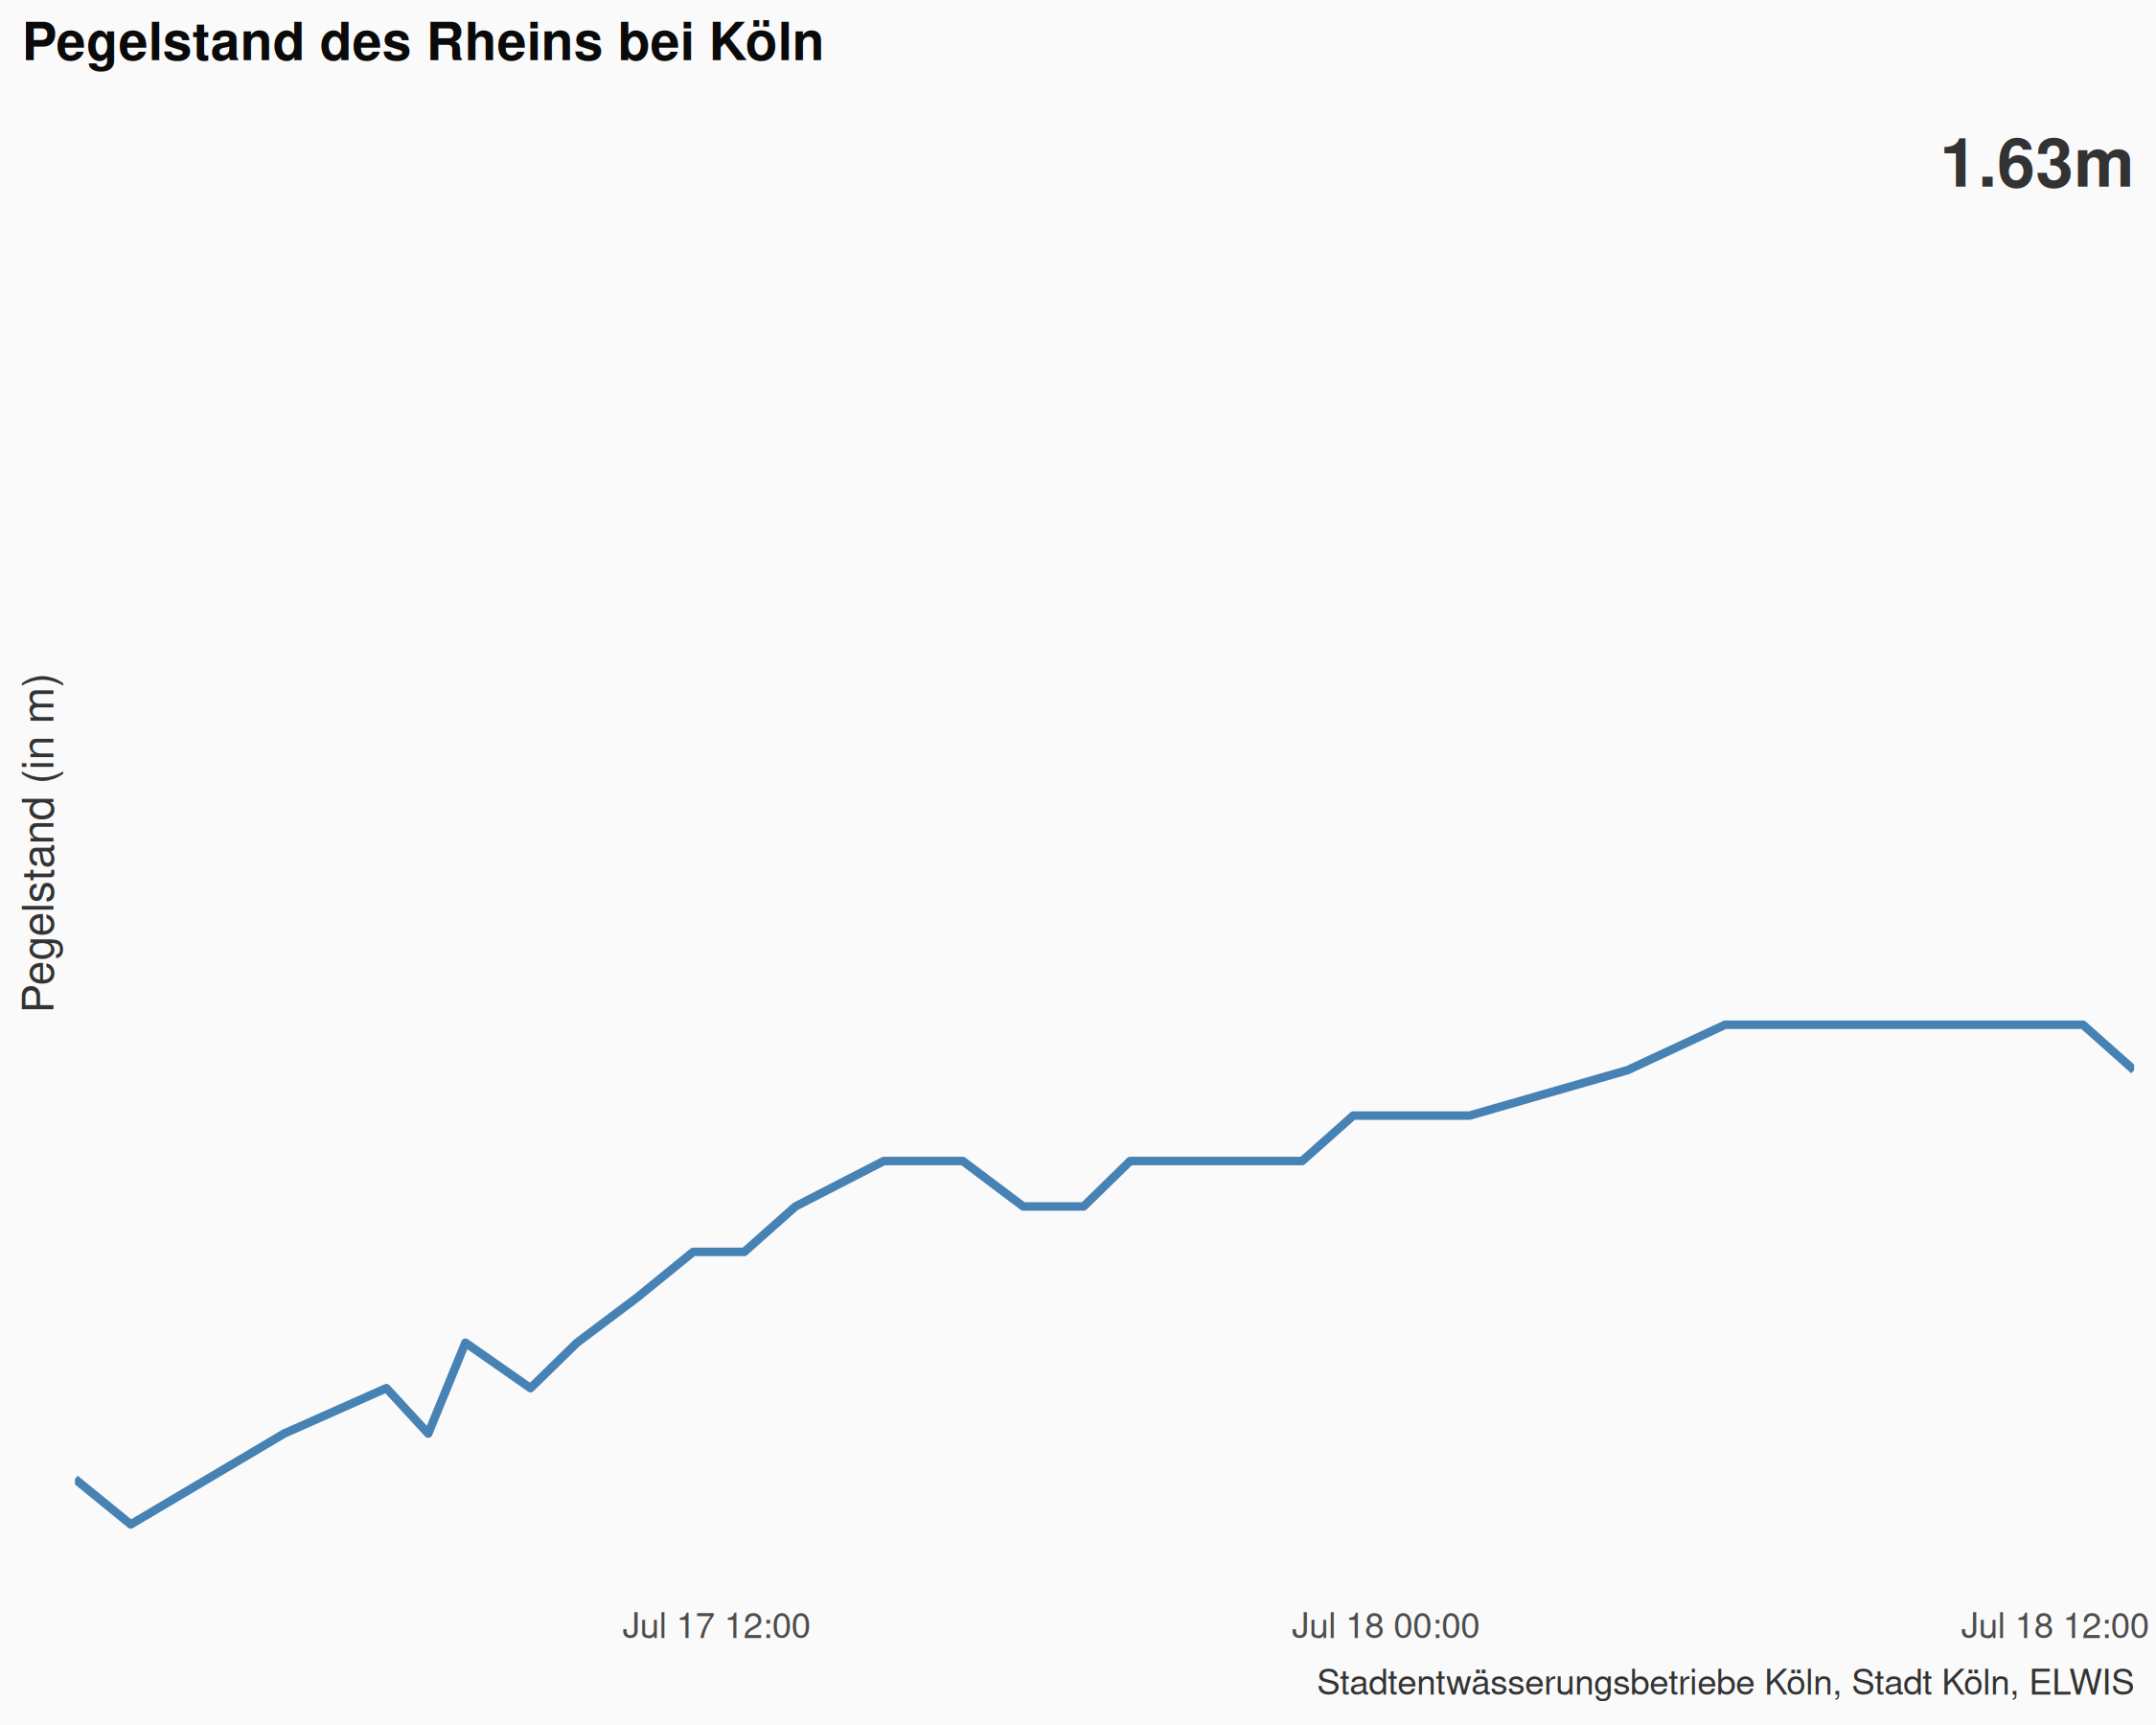 Pegelstand des Rheins bei Köln
1.63m
Pegelstand (in m)
Jul 17 12:00
Jul 18 00:00
Jul 18 12:00
Stadtentwässerungsbetriebe Köln, Stadt Köln, ELWIS